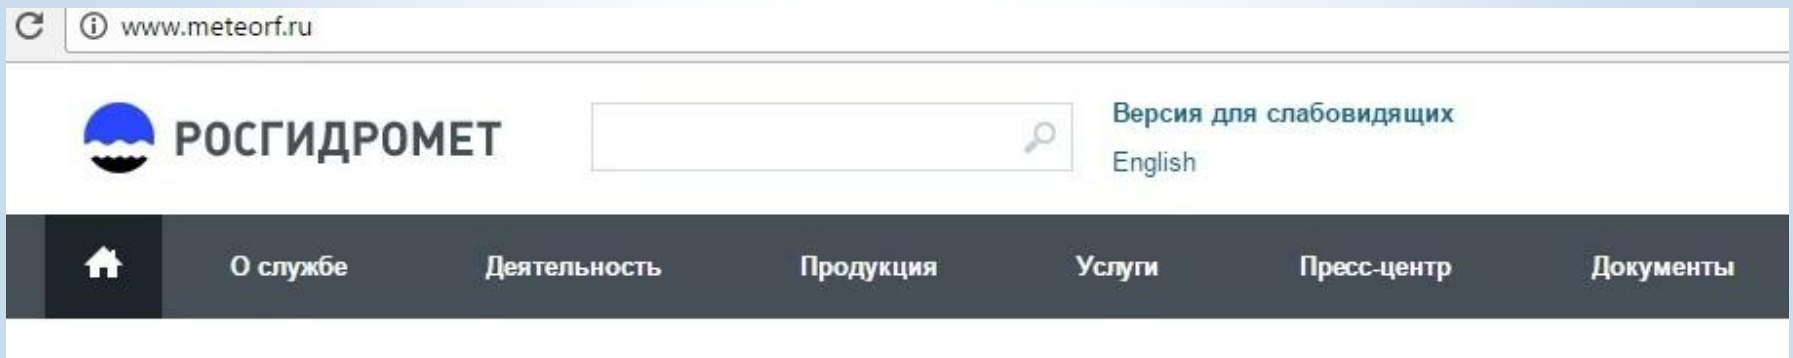 www.meteorf.ru
РОСГИДРОМЕТ
Версия для слабовидящих
English
О службе Деятельность Продукция Услуги Пресс-центр Документы